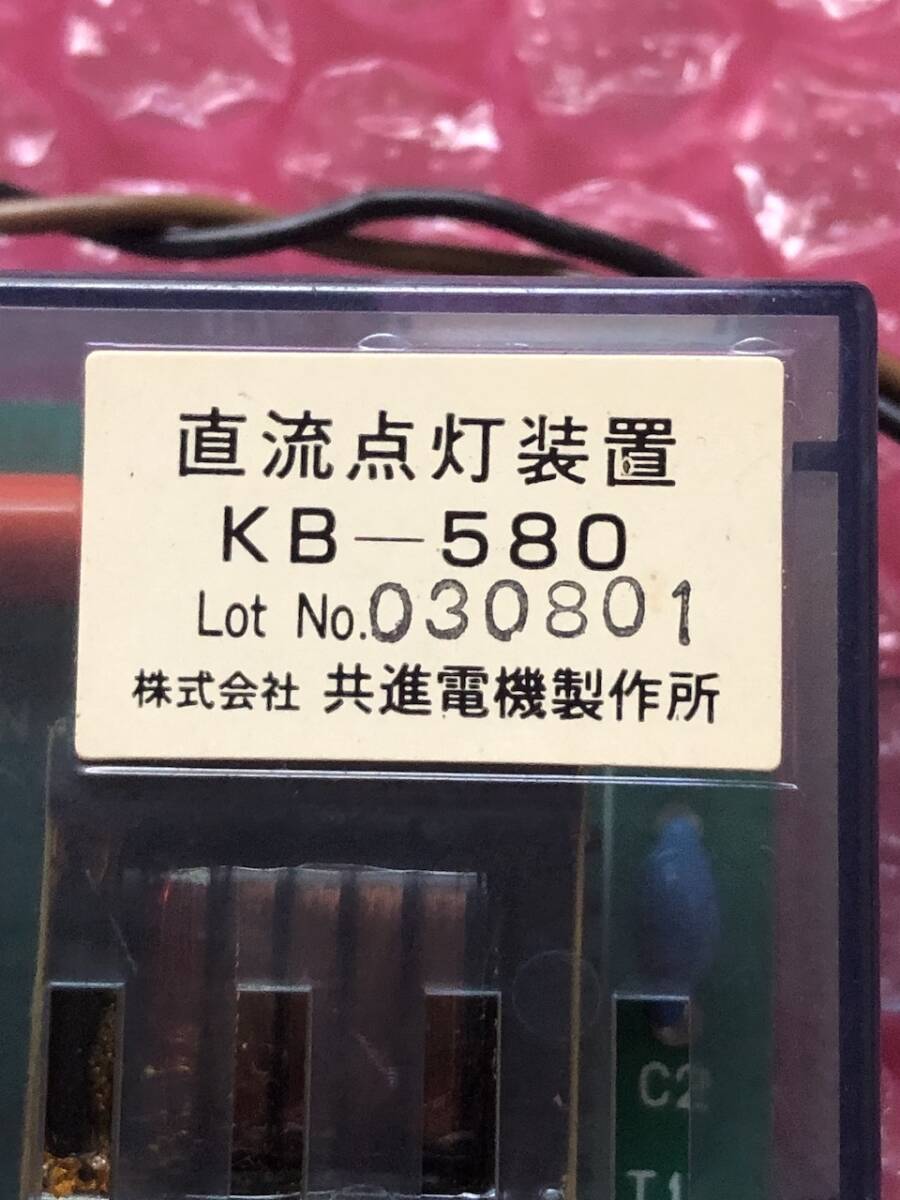 直流点灯装置
KB-580
Lot No.030801
株式会社 共進電機製作所
N
C2
T1